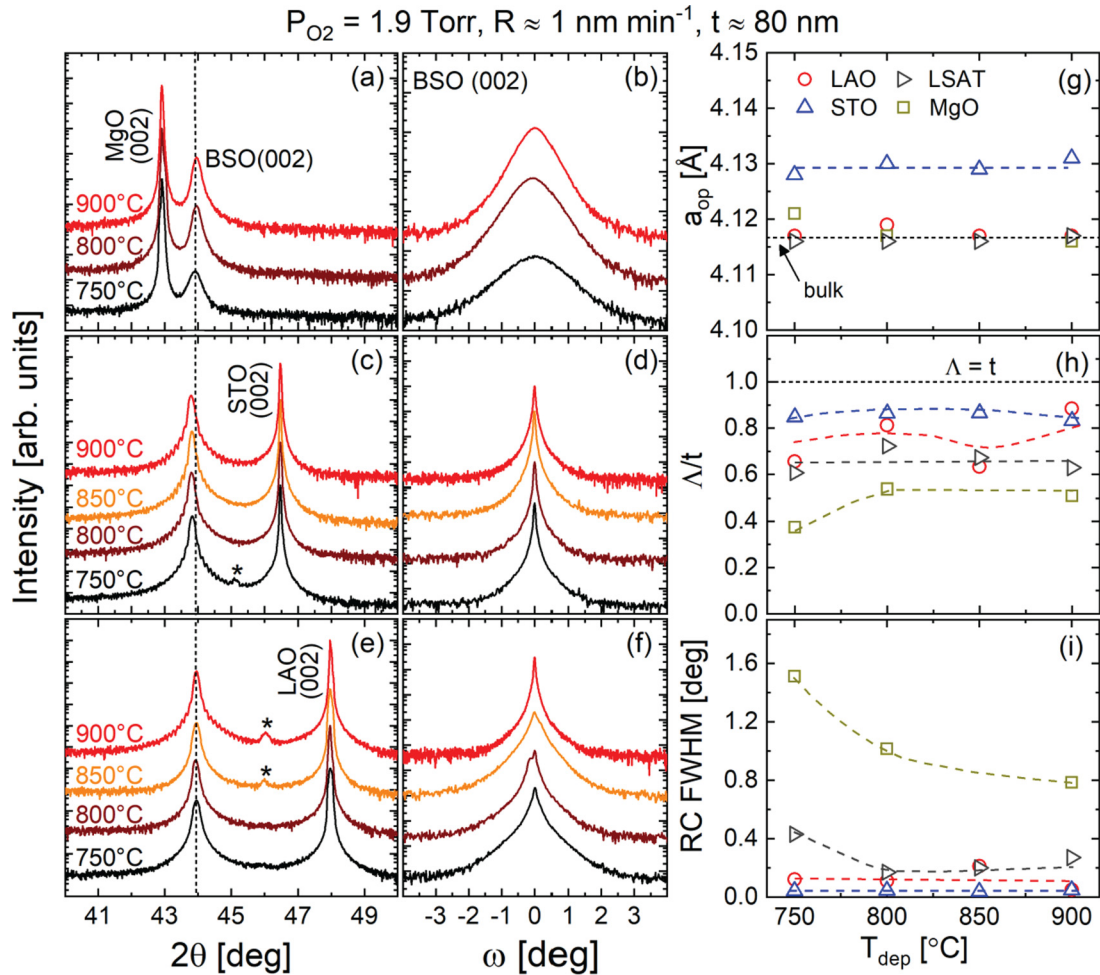 P_O2 = 1.9 Torr, R ≈ 1 nm min⁻¹, t ≈ 80 nm
Intensity [arb. units]
(a)
MgO
(002)
BSO(002)
900°C
800°C
750°C
BSO (002)
(b)
(c)
STO
(002)
900°C
850°C
800°C
750°C
*
(d)
(e)
LAO
(002)
900°C
*
850°C
*
800°C
750°C
(f)
41 43 45 47 49
2θ [deg]
-3 -2 -1 0 1 2 3
ω [deg]
(g)
LAO LSAT
STO MgO
bulk
4.15
4.14
4.13
4.12
4.11
4.10
a_op [Å]
(h)
Λ = t
1.0
0.8
0.6
0.4
0.2
0.0
Λ/t
(i)
1.6
1.2
0.8
0.4
0.0
RC FWHM [deg]
750 800 850 900
T_dep [°C]